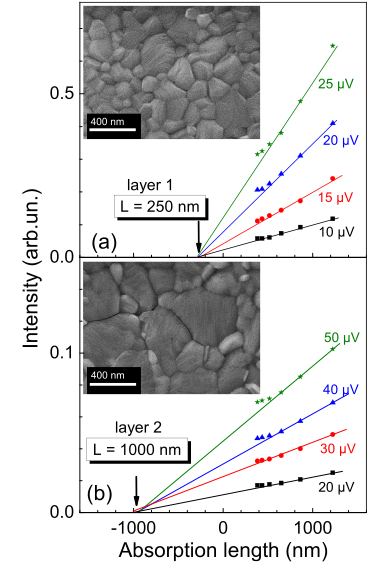 0.5
400 nm
25 µV
20 µV
layer 1
L = 250 nm
15 µV
10 µV
(a)
0.0
Intensity (arb.un.)
400 nm
50 µV
0.1
40 µV
layer 2
L = 1000 nm
30 µV
20 µV
(b)
0.0
-1000 0 1000
Absorption length (nm)